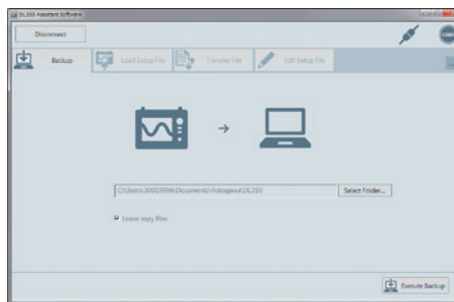 DL350 Assistant Software
Disconnect
Backup
Load Setup File
Transfer File
Edit Setup File
Select Folder...
Leave copy files
Execute Backup